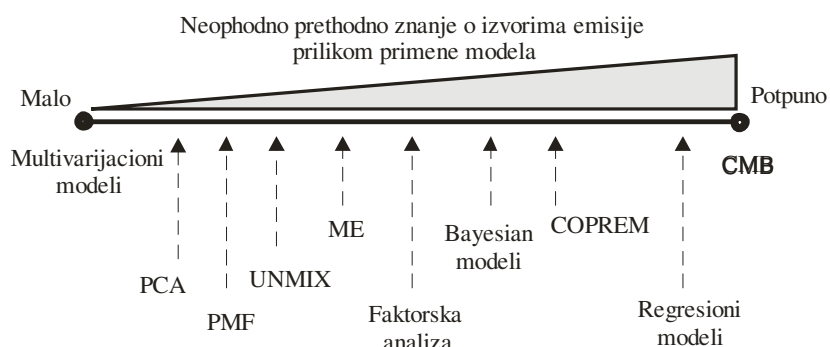 Neophodno prethodno znanje o izvorima emisije
prilikom primene modela
Malo
Potpuno
Multivarijacioni
modeli
CMB
ME
Bayesian
modeli
COPREM
PCA
UNMIX
PMF
Faktorska
analiza
Regresioni
modeli